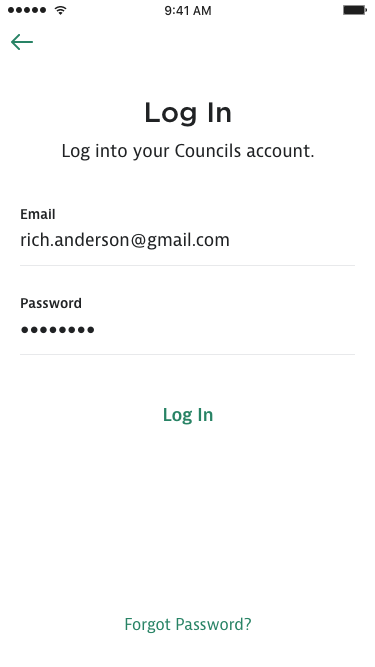 9:41 AM
Log In
Log into your Councils account.
Email
rich.anderson@gmail.com
Password
••••••••
Log In
Forgot Password?